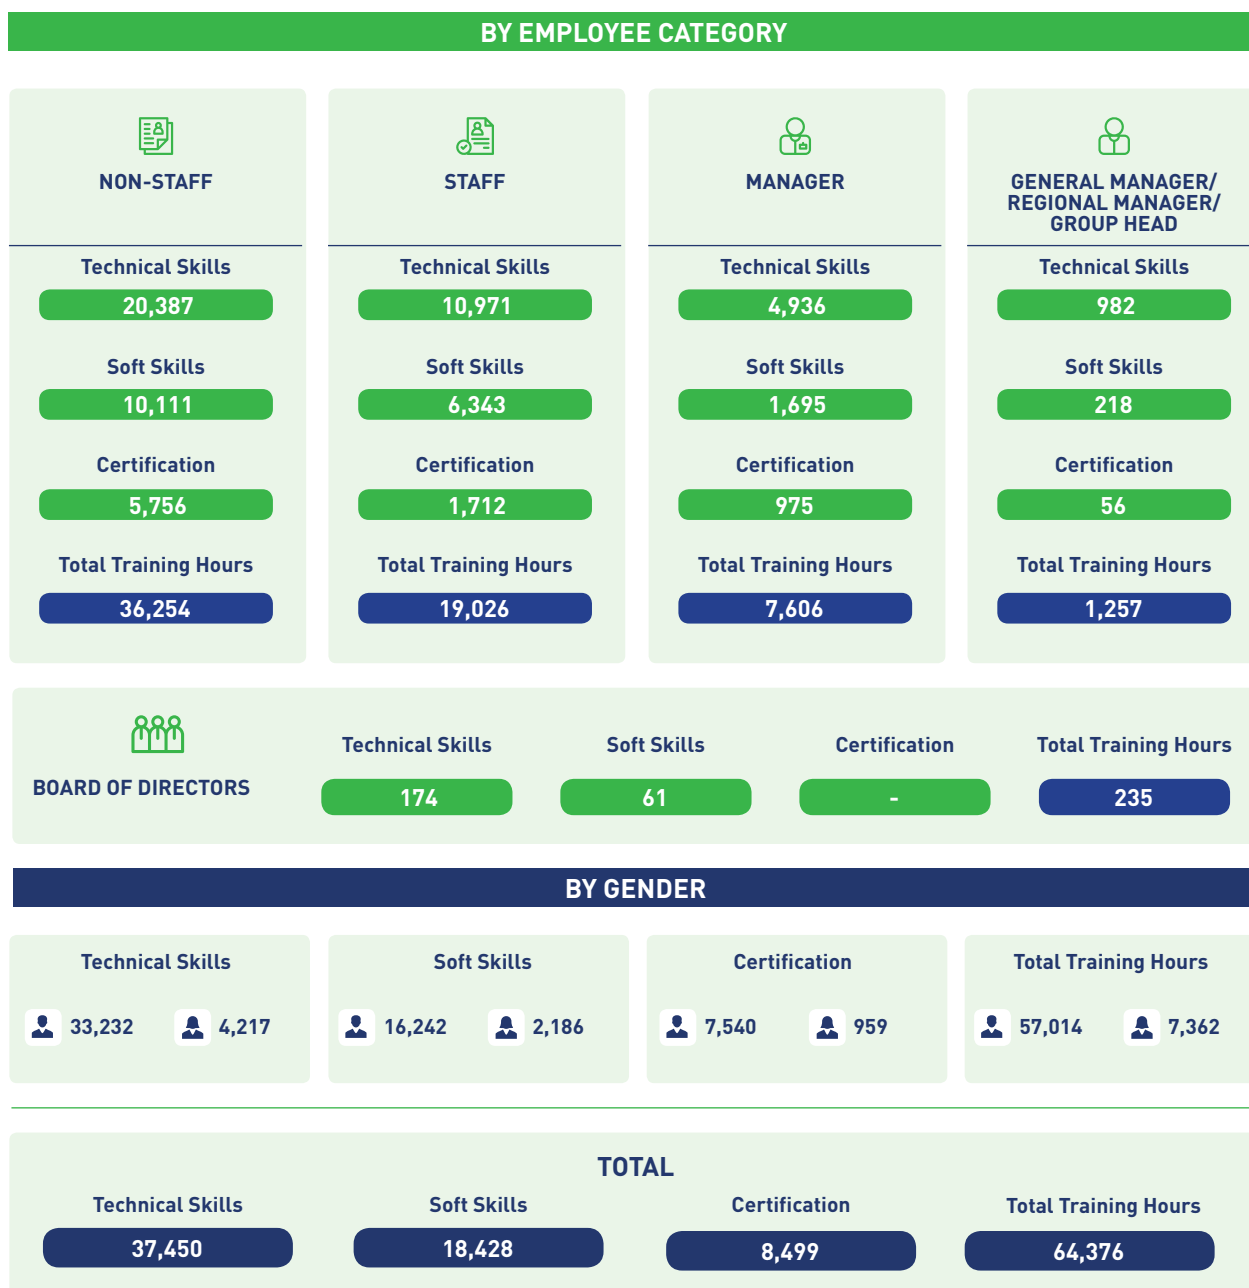 BY EMPLOYEE CATEGORY
NON-STAFF
Technical Skills
20,387
Soft Skills
10,111
Certification
5,756
Total Training Hours
36,254
STAFF
Technical Skills
10,971
Soft Skills
6,343
Certification
1,712
Total Training Hours
19,026
MANAGER
Technical Skills
4,936
Soft Skills
1,695
Certification
975
Total Training Hours
7,606
GENERAL MANAGER/
REGIONAL MANAGER/
GROUP HEAD
Technical Skills
982
Soft Skills
218
Certification
56
Total Training Hours
1,257
BOARD OF DIRECTORS
Technical Skills
174
Soft Skills
61
Certification
-
Total Training Hours
235
BY GENDER
Technical Skills
33,232 4,217
Soft Skills
16,242 2,186
Certification
7,540 959
Total Training Hours
57,014 7,362
TOTAL
Technical Skills
37,450
Soft Skills
18,428
Certification
8,499
Total Training Hours
64,376